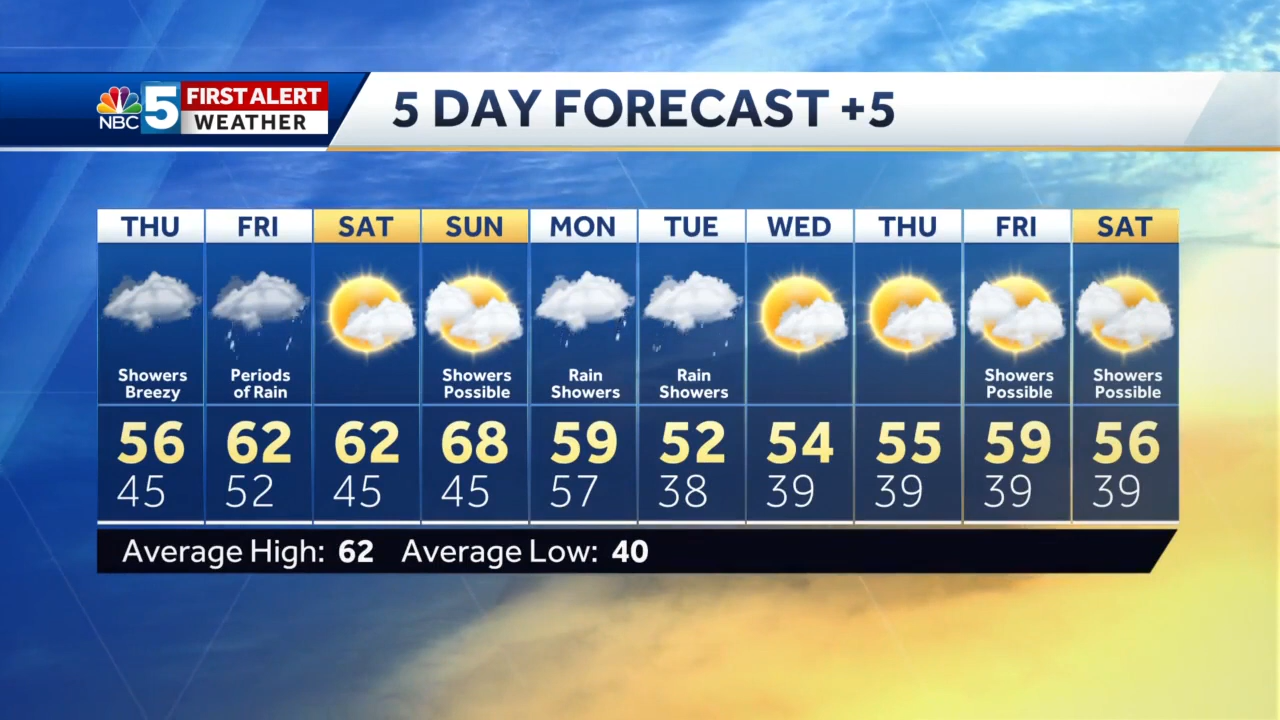 NBC 5 FIRST ALERT
WEATHER
5 DAY FORECAST +5
THU FRI SAT SUN MON TUE WED THU FRI SAT
Showers Periods Showers Rain Rain Showers Showers
Breezy of Rain Possible Showers Showers Possible Possible
56 62 62 68 59 52 54 55 59 56
45 52 45 45 57 38 39 39 39 39
Average High: 62 Average Low: 40